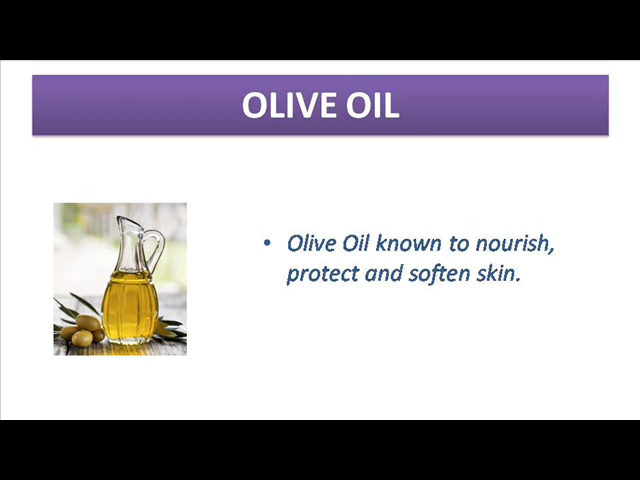 OLIVE OIL
• Olive Oil known to nourish,
protect and soften skin.